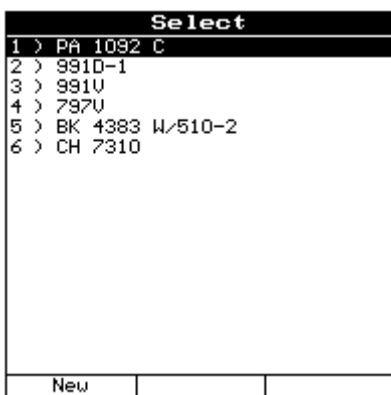 Select
1 ) PA 1092 C
2 ) 991D-1
3 ) 991V
4 ) 797V
5 ) BK 4383 W/510-2
6 ) CH 7310
New